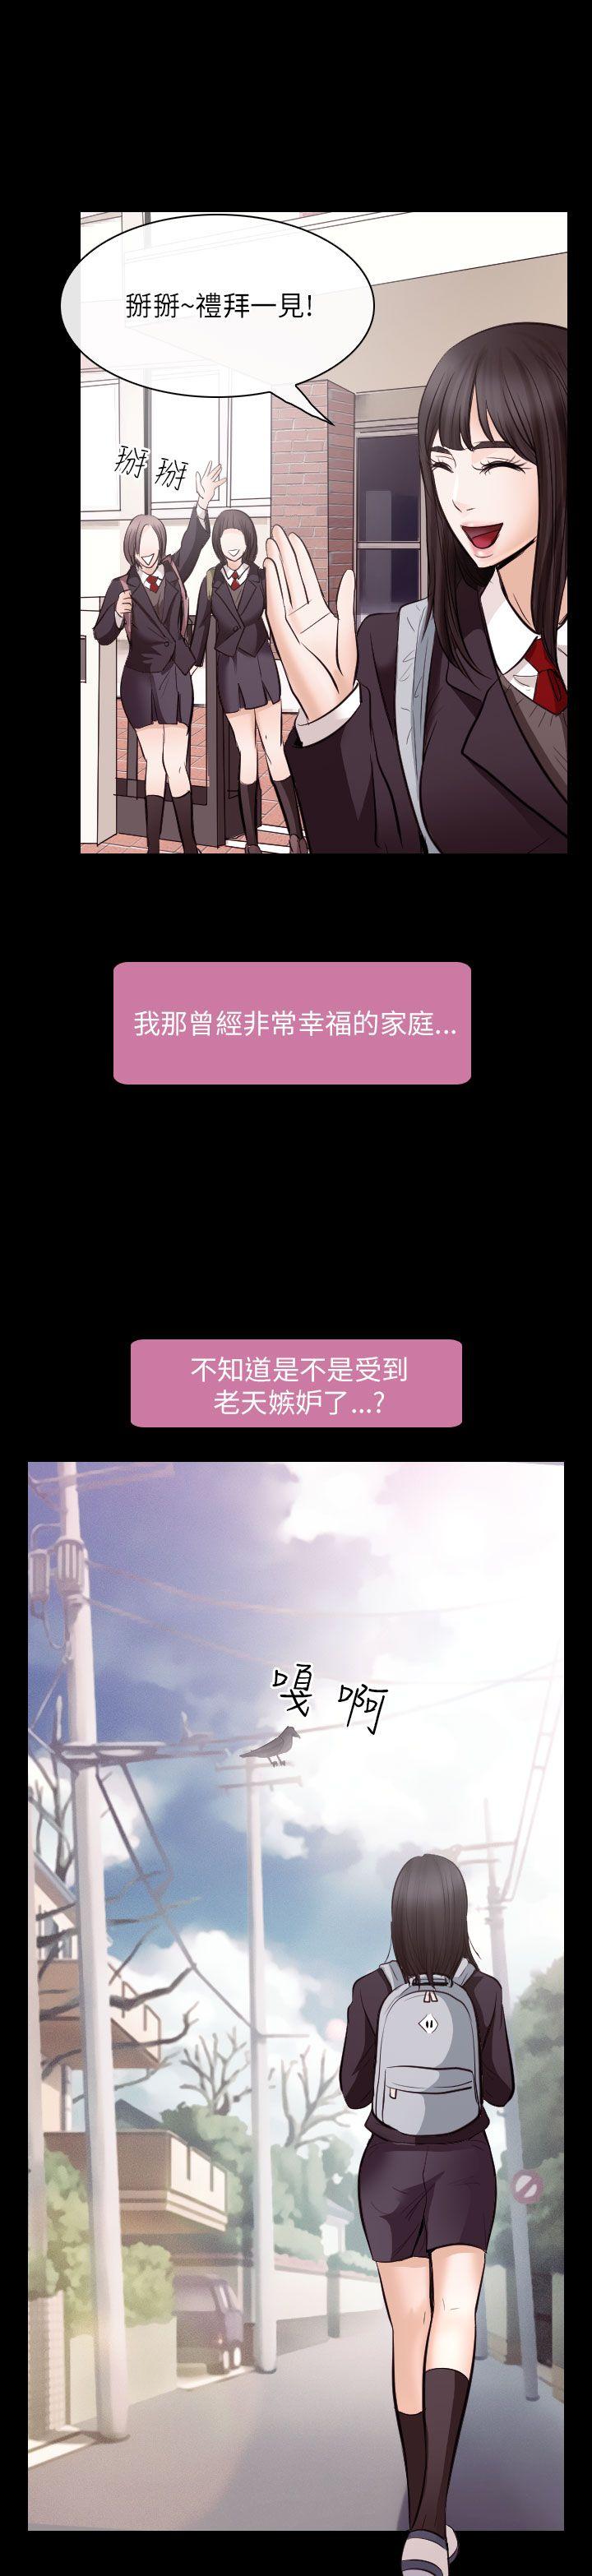 掰掰~禮拜一見!
掰 掰
我那曾經非常幸福的家庭...
不知道是不是受到
老天嫉妒了...?
嘎 啊